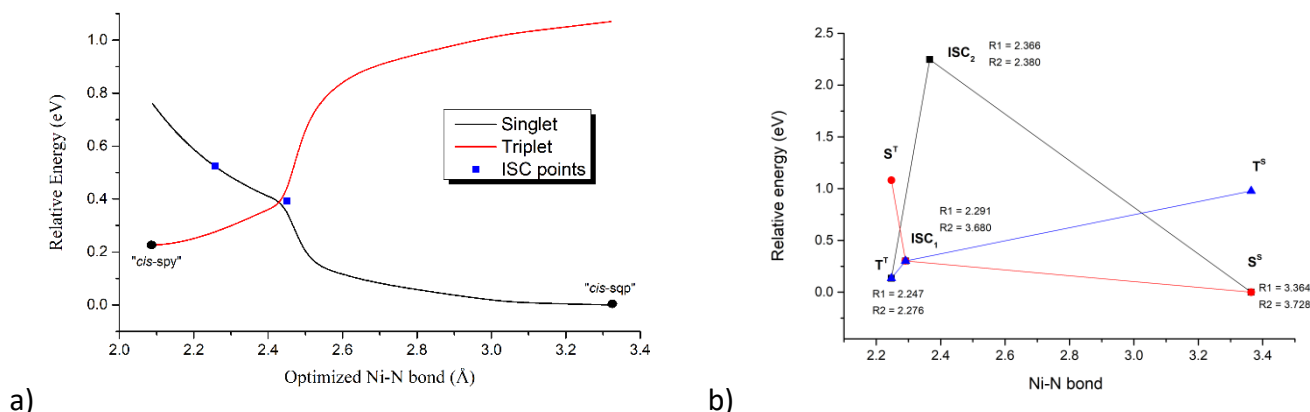 1.0
0.8
0.6
0.4
0.2
0.0
Relative Energy (eV)
Singlet
Triplet
ISC points
"cis-spy"
"cis-sqp"
2.0 2.2 2.4 2.6 2.8 3.0 3.2 3.4
Optimized Ni-N bond (Å)
a)
2.5
2.0
1.5
1.0
0.5
0.0
Relative energy (eV)
ISC₂
R1 = 2.366
R2 = 2.380
Sᵀ
Tˢ
R1 = 2.291
R2 = 3.680
ISC₁
Tᵀ
Sˢ
R1 = 2.247
R2 = 2.276
R1 = 3.364
R2 = 3.728
2.2 2.4 2.6 2.8 3.0 3.2 3.4
Ni-N bond
b)